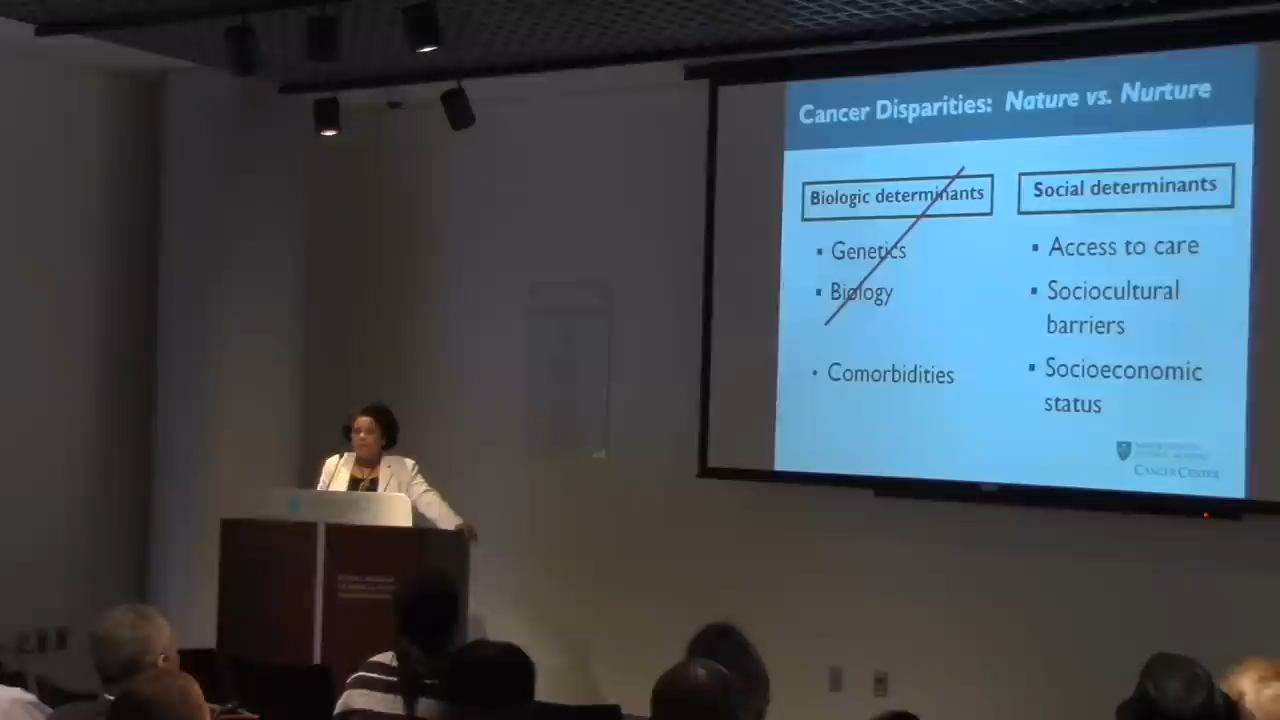 Cancer Disparities: Nature vs. Nurture
Biologic determinants
▪ Genetics
▪ Biology
• Comorbidities
Social determinants
▪ Access to care
▪ Sociocultural
barriers
▪ Socioeconomic
status
CANCER CENTER